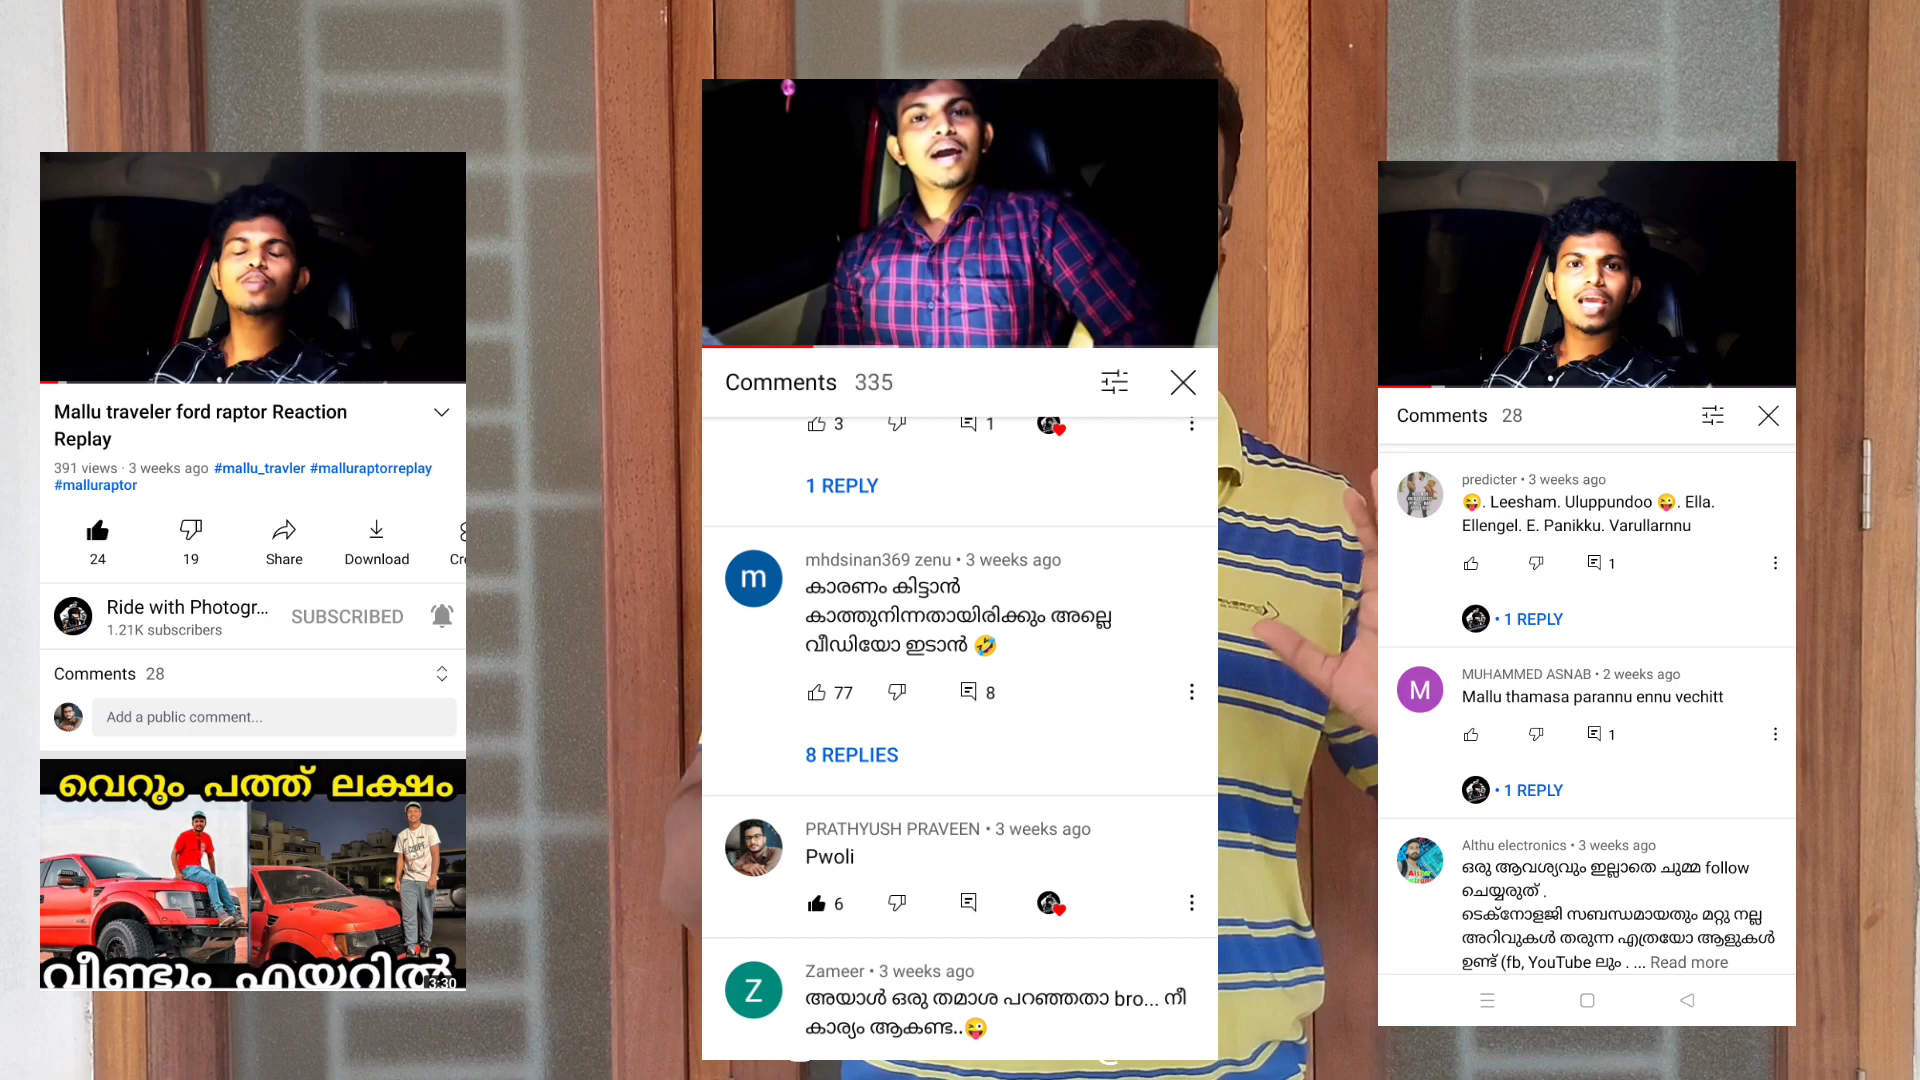 Mallu traveler ford raptor Reaction
Replay
391 views · 3 weeks ago #mallu_travler #malluraptorreplay
#malluraptor
24
19
Share
Download
Ride with Photogr...
1.21K subscribers
SUBSCRIBED
Comments 28
Add a public comment...
വെറും പത്ത് ലക്ഷം
വീണ്ടും എയറിൽ
3:30
Comments 335
3
1
1 REPLY
mhdsinan369 zenu • 3 weeks ago
m
കാരണം കിട്ടാൻ
കാത്തുനിന്നതായിരിക്കും അല്ലെ
വീഡിയോ ഇടാൻ 🤣
77
8
8 REPLIES
PRATHYUSH PRAVEEN • 3 weeks ago
Pwoli
6
Zameer • 3 weeks ago
Z
അയാൾ ഒരു തമാശ പറഞ്ഞതാ bro... നീ
കാര്യം ആകണ്ട..😜
Comments 28
predicter • 3 weeks ago
😜. Leesham. Uluppundoo 😜. Ella.
Ellengel. E. Panikku. Varullarnnu
1
• 1 REPLY
MUHAMMED ASNAB • 2 weeks ago
M
Mallu thamasa parannu ennu vechitt
1
• 1 REPLY
Althu electronics • 3 weeks ago
ഒരു ആവശ്യവും ഇല്ലാതെ ചുമ്മ follow
ചെയ്യരുത് .
ടെക്നോളജി സബന്ധമായതും മറ്റു നല്ല
അറിവുകൾ തരുന്ന എത്രയോ ആളുകൾ
ഉണ്ട് (fb, YouTube ലും . ... Read more